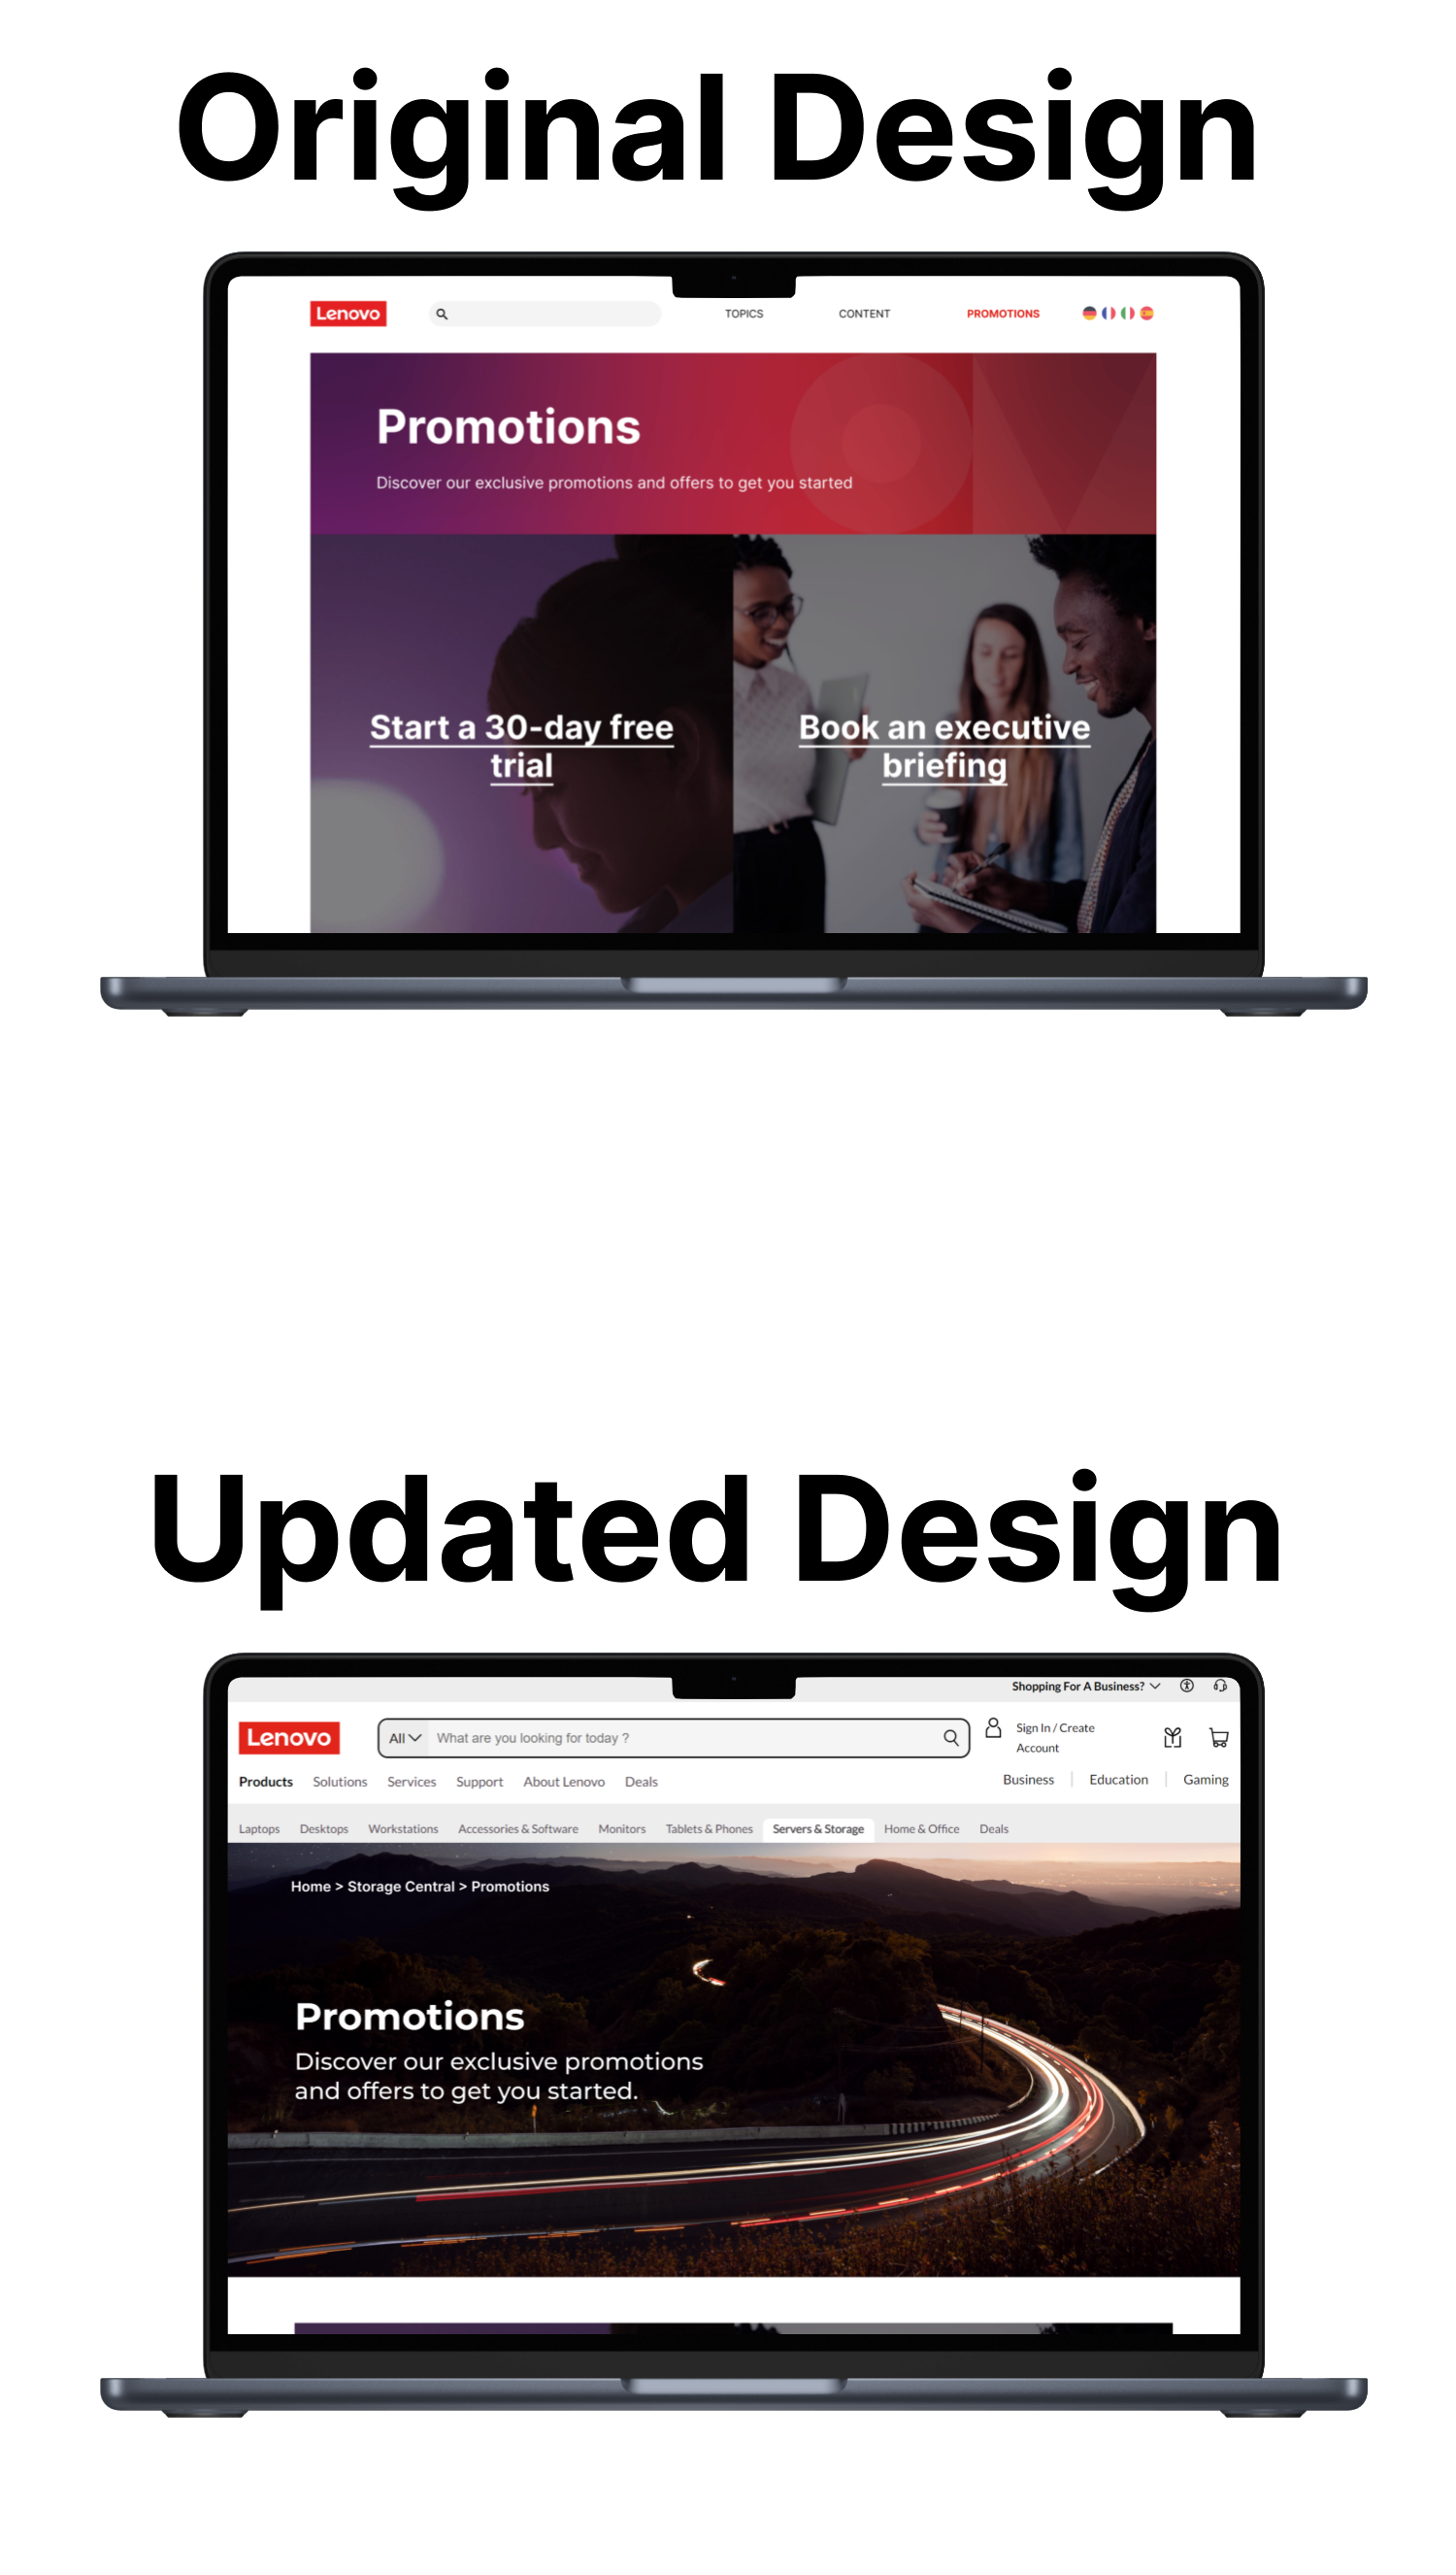 Original Design
Lenovo
TOPICS
CONTENT
PROMOTIONS
Promotions
Discover our exclusive promotions and offers to get you started
Start a 30-day free
trial
Book an executive
briefing
Updated Design
Shopping For A Business?
Lenovo
All
What are you looking for today ?
Sign In / Create
Account
Products
Solutions
Services
Support
About Lenovo
Deals
Business
Education
Gaming
Laptops
Desktops
Workstations
Accessories & Software
Monitors
Tablets & Phones
Servers & Storage
Home & Office
Deals
Home > Storage Central > Promotions
Promotions
Discover our exclusive promotions
and offers to get you started.